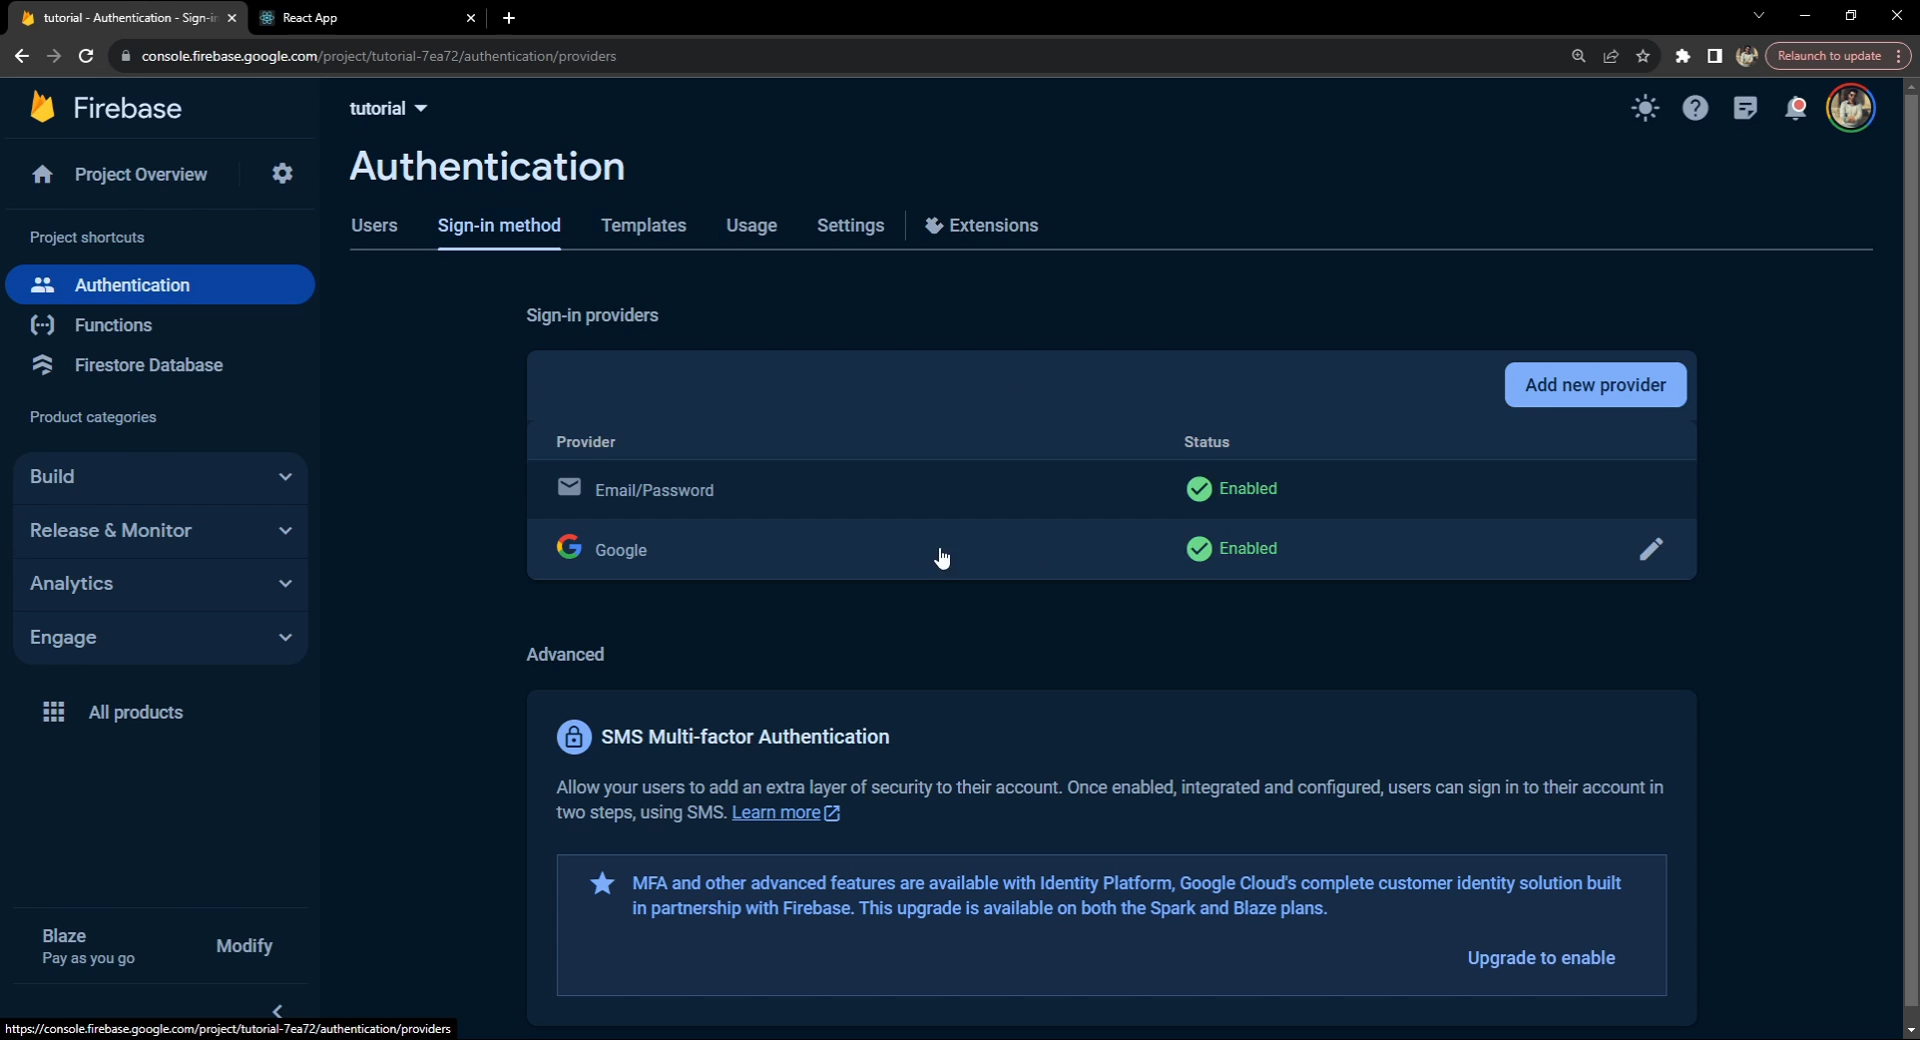 tutorial - Authentication - Sign-in
React App
console.firebase.google.com/project/tutorial-7ea72/authentication/providers
Relaunch to update
Firebase
tutorial
Project Overview
Authentication
Users
Sign-in method
Templates
Usage
Settings
Extensions
Project shortcuts
Authentication
Functions
Firestore Database
Product categories
Build
Release & Monitor
Analytics
Engage
All products
Sign-in providers
Add new provider
Provider
Status
Email/Password
Enabled
Google
Enabled
Advanced
SMS Multi-factor Authentication
Allow your users to add an extra layer of security to their account. Once enabled, integrated and configured, users can sign in to their account in
two steps, using SMS. Learn more
MFA and other advanced features are available with Identity Platform, Google Cloud's complete customer identity solution built
in partnership with Firebase. This upgrade is available on both the Spark and Blaze plans.
Upgrade to enable
Blaze
Pay as you go
Modify
https://console.firebase.google.com/project/tutorial-7ea72/authentication/providers